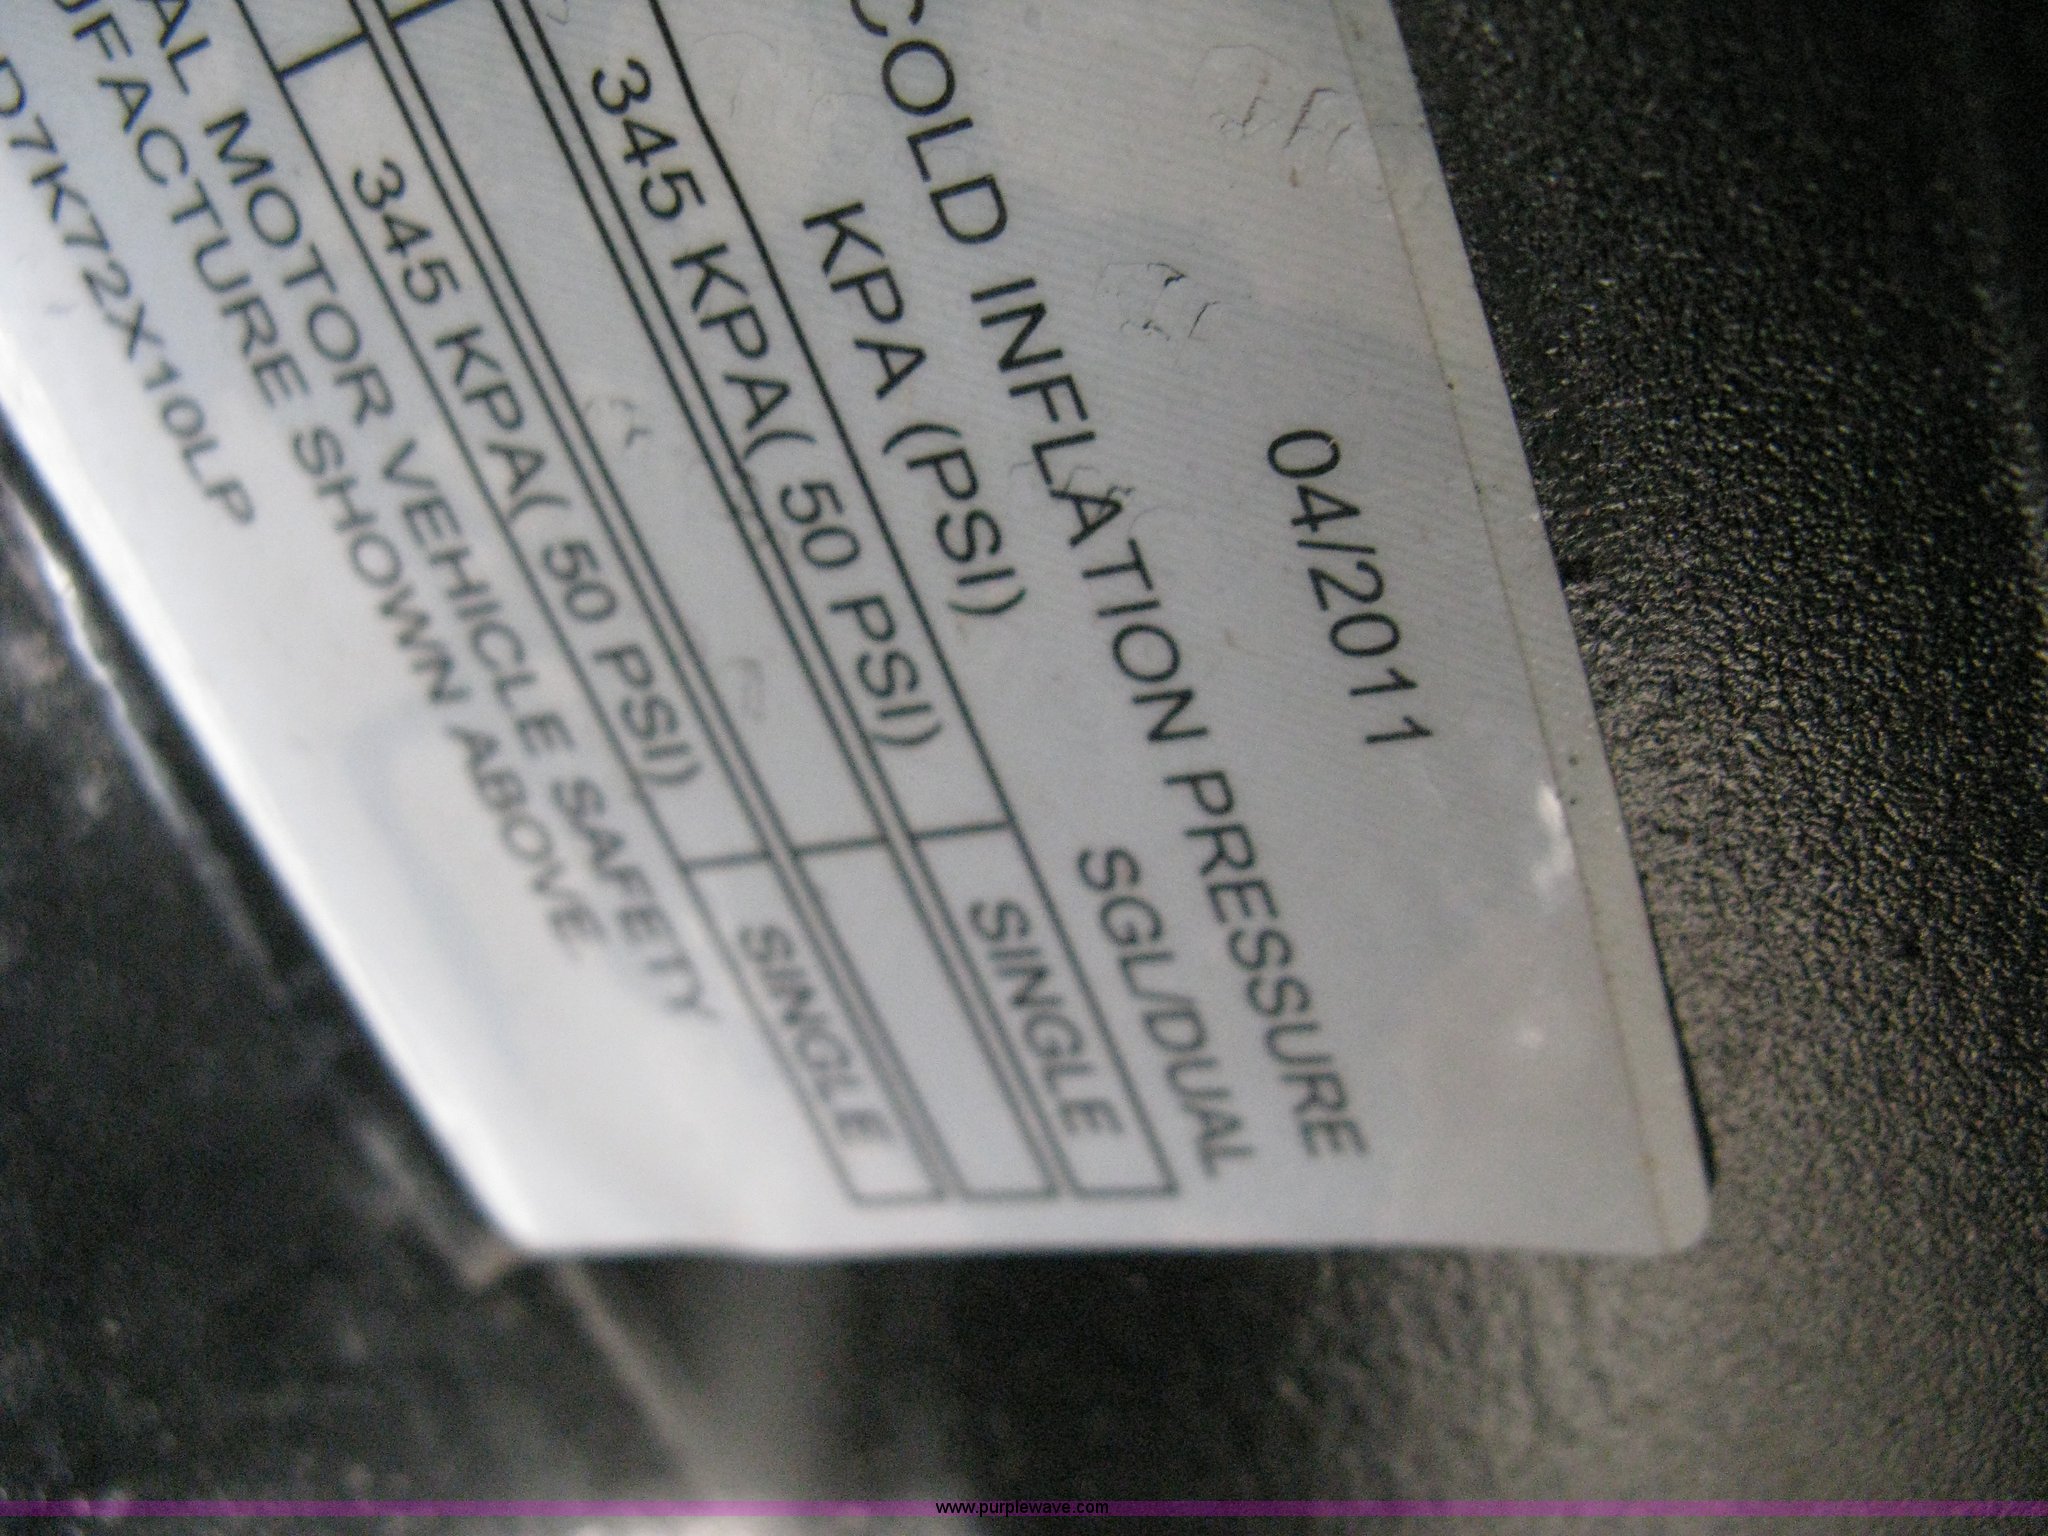 04/2011
COLD INFLATION PRESSURE
KPA (PSI) SGL/DUAL
345 KPA( 50 PSI) SINGLE
345 KPA( 50 PSI) SINGLE
MOTOR VEHICLE SAFETY
SHOWN ABOVE
www.purplewave.com